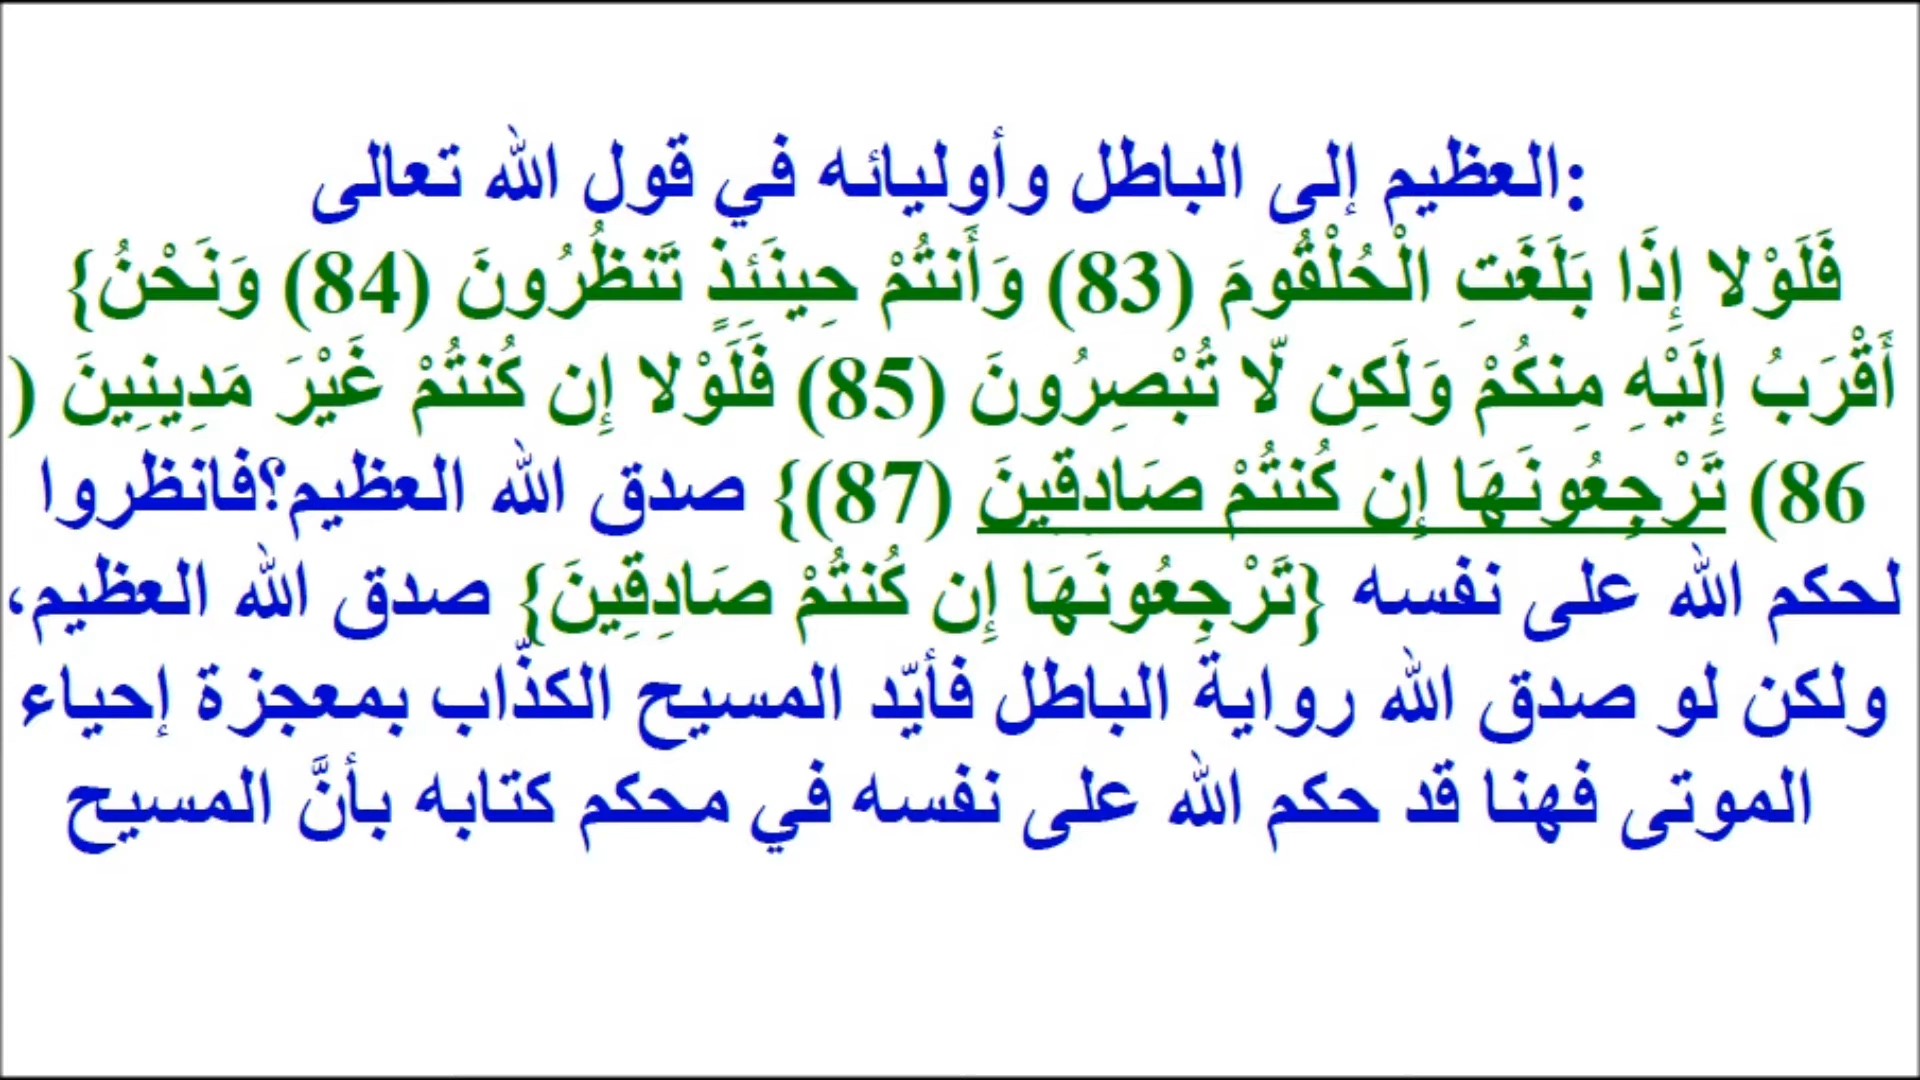 العظيم إلى الباطل وأوليائه في قول الله تعالى:
{فَلَوْلا إِذَا بَلَغَتِ الْحُلْقُومَ (83) وَأَنتُمْ حِينَئِذٍ تَنظُرُونَ (84) وَنَحْنُ
أَقْرَبُ إِلَيْهِ مِنكُمْ وَلَكِن لّا تُبْصِرُونَ (85) فَلَوْلا إِن كُنتُمْ غَيْرَ مَدِينِينَ (
86) تَرْجِعُونَهَا إِن كُنتُمْ صَادِقِينَ (87)} صدق الله العظيم؟فانظروا
لحكم الله على نفسه {تَرْجِعُونَهَا إِن كُنتُمْ صَادِقِينَ} صدق الله العظيم،
ولكن لو صدق الله رواية الباطل فأيّد المسيح الكذّاب بمعجزة إحياء
الموتى فهنا قد حكم الله على نفسه في محكم كتابه بأنَّ المسيح